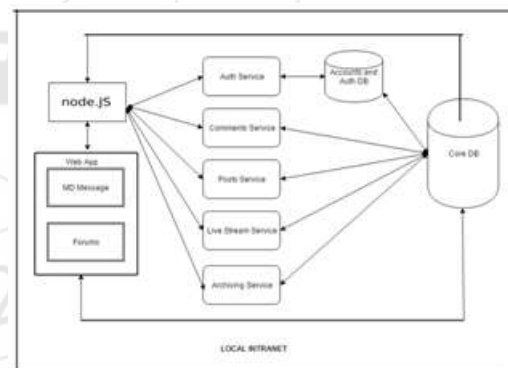 node.JS
Auth Service
Accounts and
Auth DB
Comments Service
Core DB
Web App
MD Message
Posts Service
Forums
Live Stream Service
Archiving Service
LOCAL INTRANET